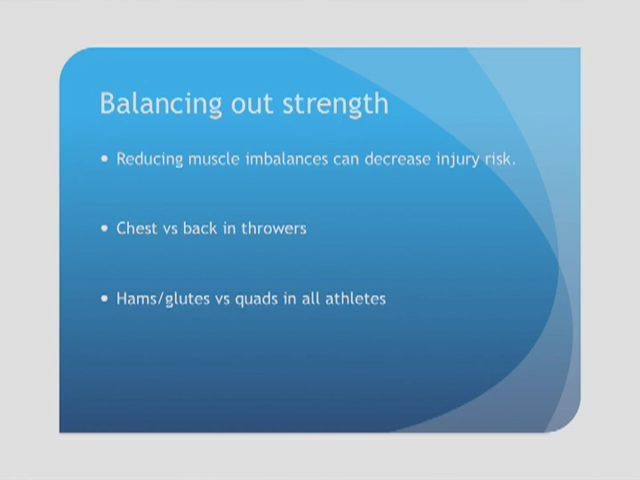 Balancing out strength
• Reducing muscle imbalances can decrease injury risk.
• Chest vs back in throwers
• Hams/glutes vs quads in all athletes